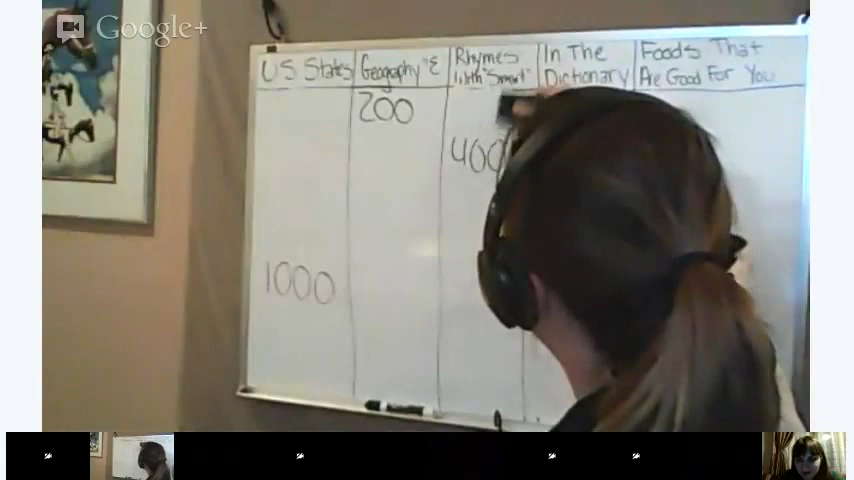 Google+
US States
Geography "E"
Rhymes
With "Smart"
In The
Dictionary
Foods That
Are Good For You
200
400
1000